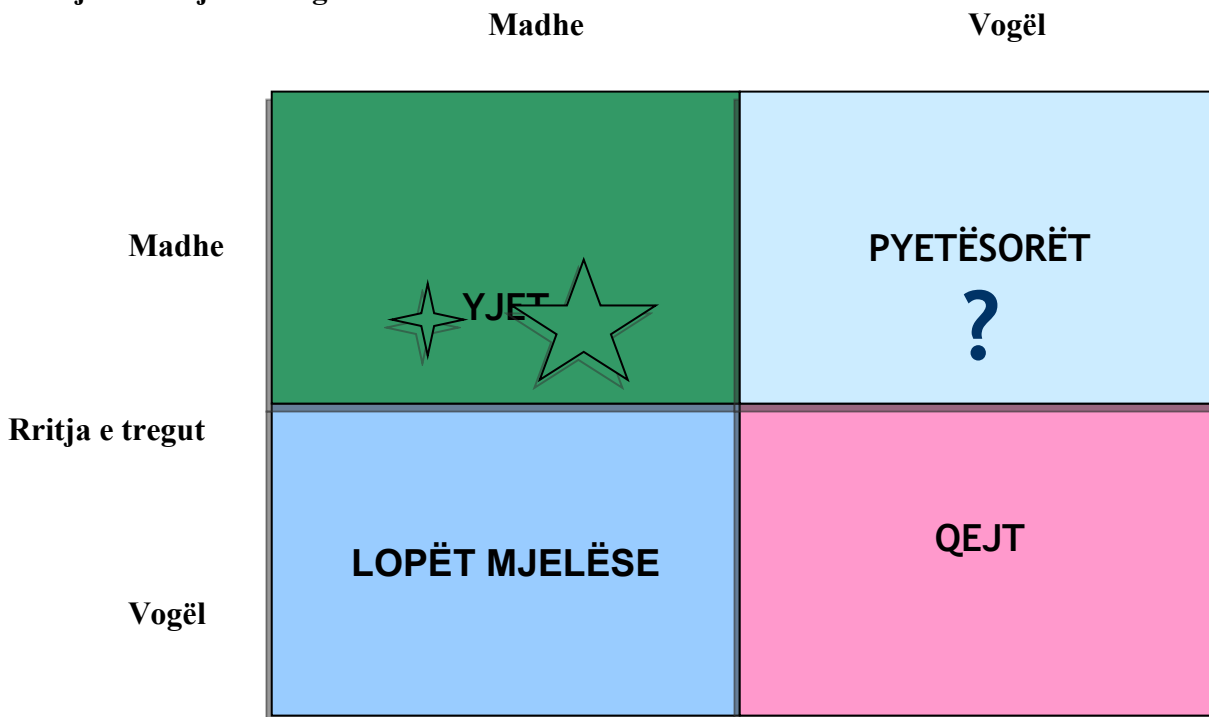 Madhe Vogël
Madhe
PYETËSORËT
YJET
?
Rritja e tregut
LOPËT MJELËSE
QEJT
Vogël